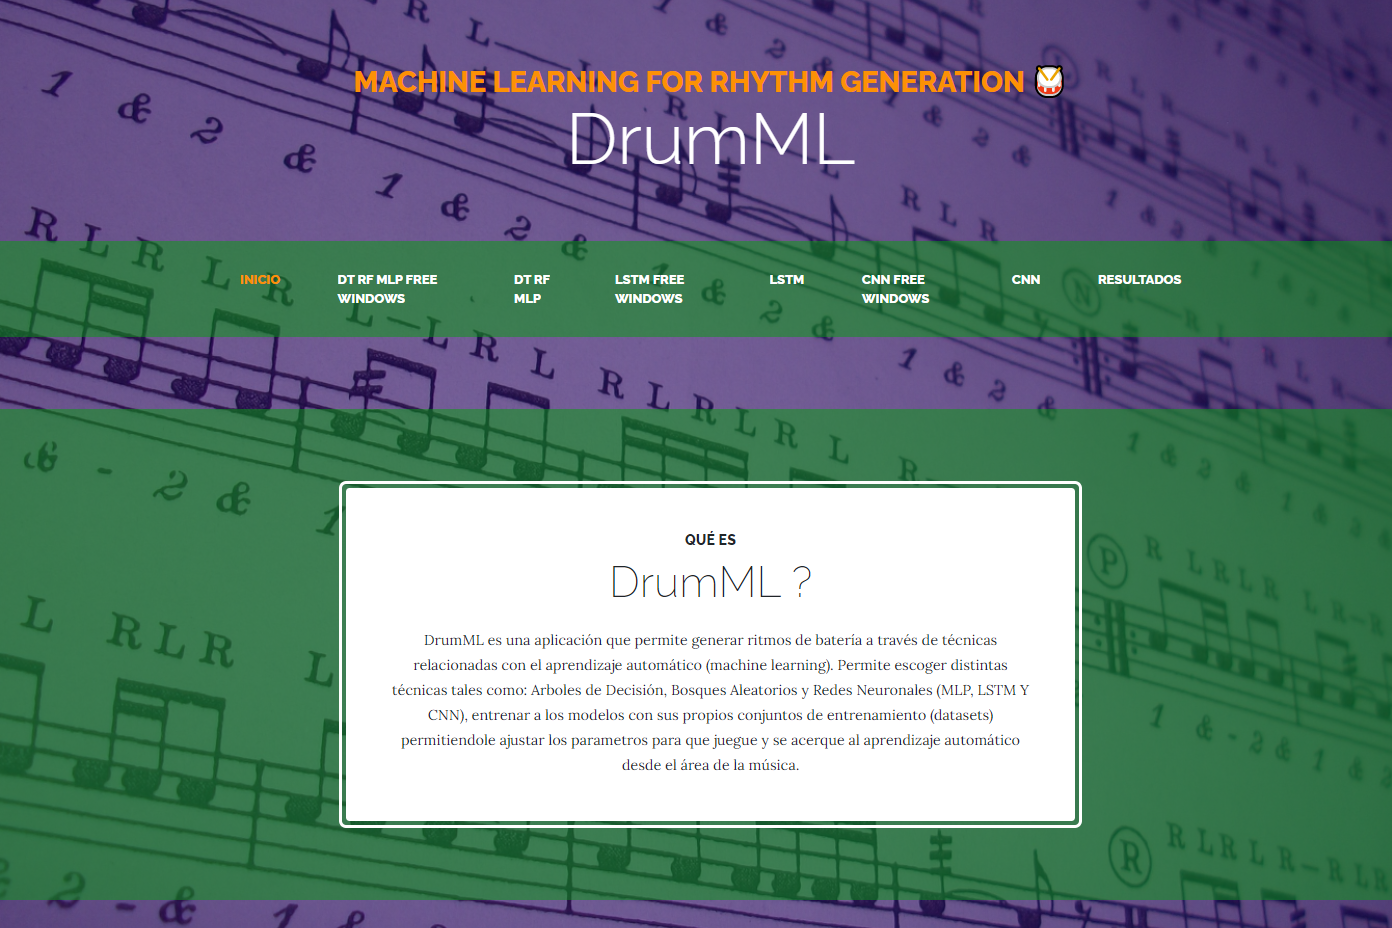 MACHINE LEARNING FOR RHYTHM GENERATION
DrumML
INICIO
DT RF MLP FREE
WINDOWS
DT RF
MLP
LSTM FREE
WINDOWS
LSTM
CNN FREE
WINDOWS
CNN
RESULTADOS
QUÉ ES
DrumML ?
DrumML es una aplicación que permite generar ritmos de batería a través de técnicas
relacionadas con el aprendizaje automático (machine learning). Permite escoger distintas
técnicas tales como: Arboles de Decisión, Bosques Aleatorios y Redes Neuronales (MLP, LSTM Y
CNN), entrenar a los modelos con sus propios conjuntos de entrenamiento (datasets)
permitiendole ajustar los parametros para que juegue y se acerque al aprendizaje automático
desde el área de la música.